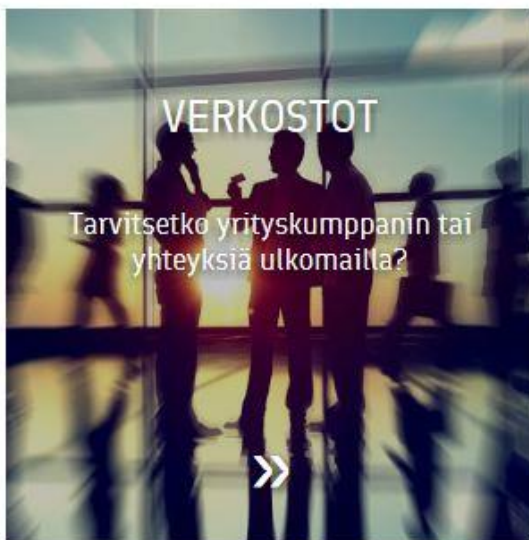 VERKOSTOT
Tarvitsetko yrityskumppanin tai
yhteyksiä ulkomailla?
»